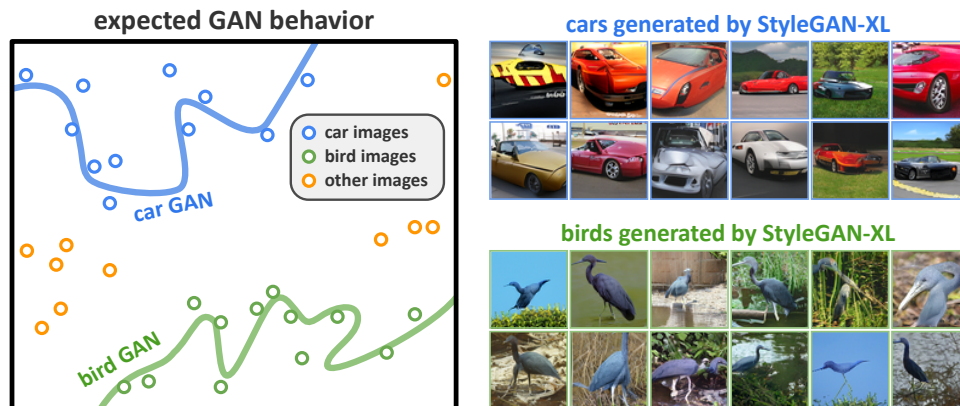 expected GAN behavior
car images
bird images
other images
car GAN
bird GAN
cars generated by StyleGAN-XL
birds generated by StyleGAN-XL